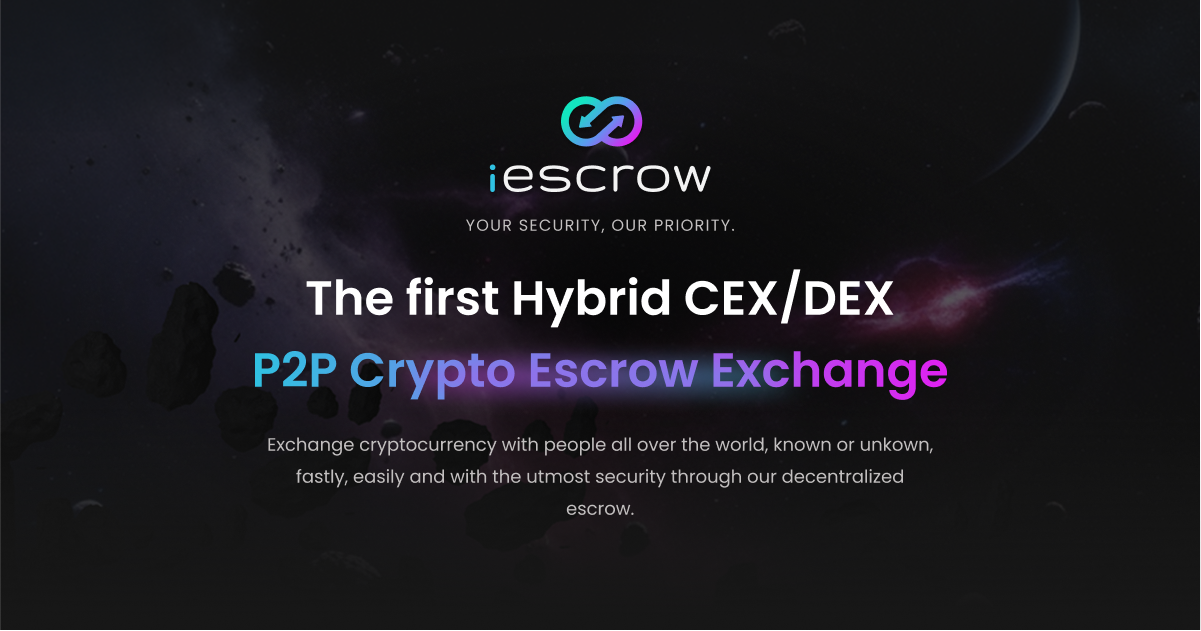 iescrow
YOUR SECURITY, OUR PRIORITY.
The first Hybrid CEX/DEX
P2P Crypto Escrow Exchange
Exchange cryptocurrency with people all over the world, known or unkown,
fastly, easily and with the utmost security through our decentralized
escrow.